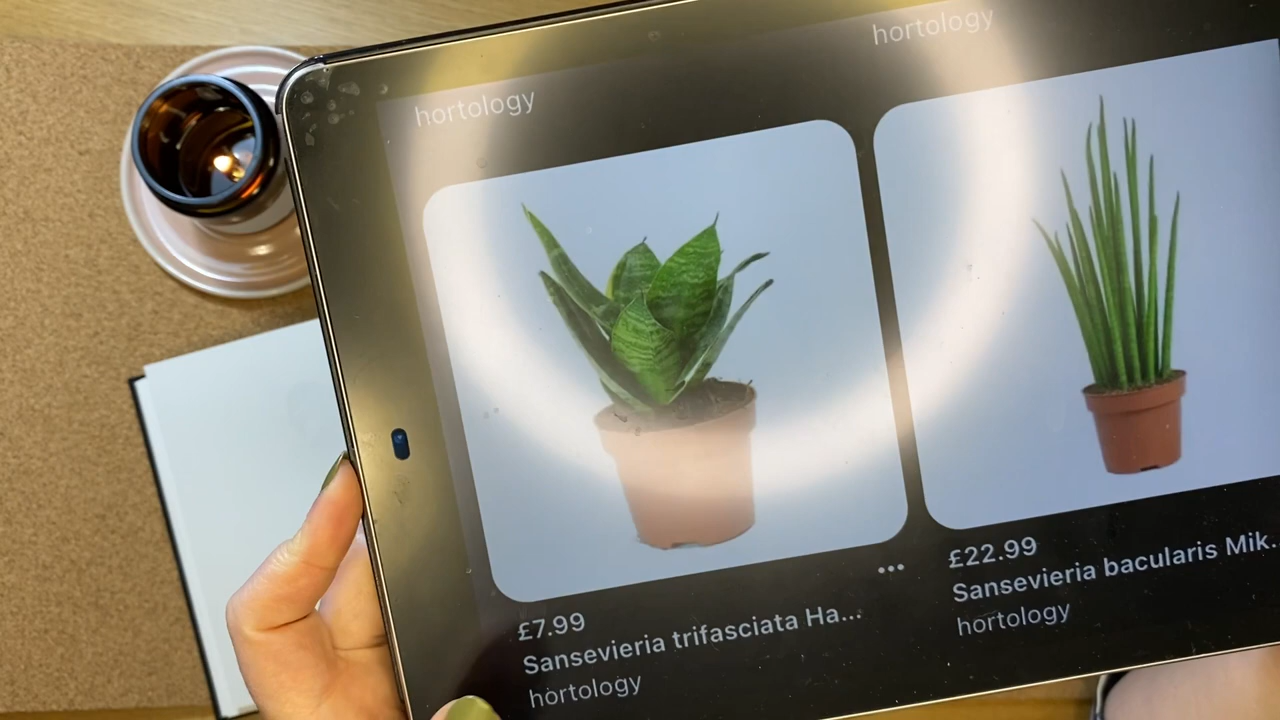 hortology
hortology
£7.99
Sansevieria trifasciata Ha...
hortology
£22.99
Sansevieria bacularis Mik...
hortology